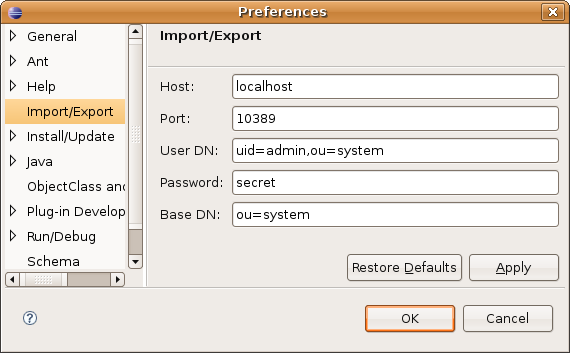 Preferences
General
Ant
Help
Import/Export
Install/Update
Java
ObjectClass and
Plug-in Develop
Run/Debug
Schema
Import/Export
Host: localhost
Port: 10389
User DN: uid=admin,ou=system
Password: secret
Base DN: ou=system
Restore Defaults Apply
? OK Cancel